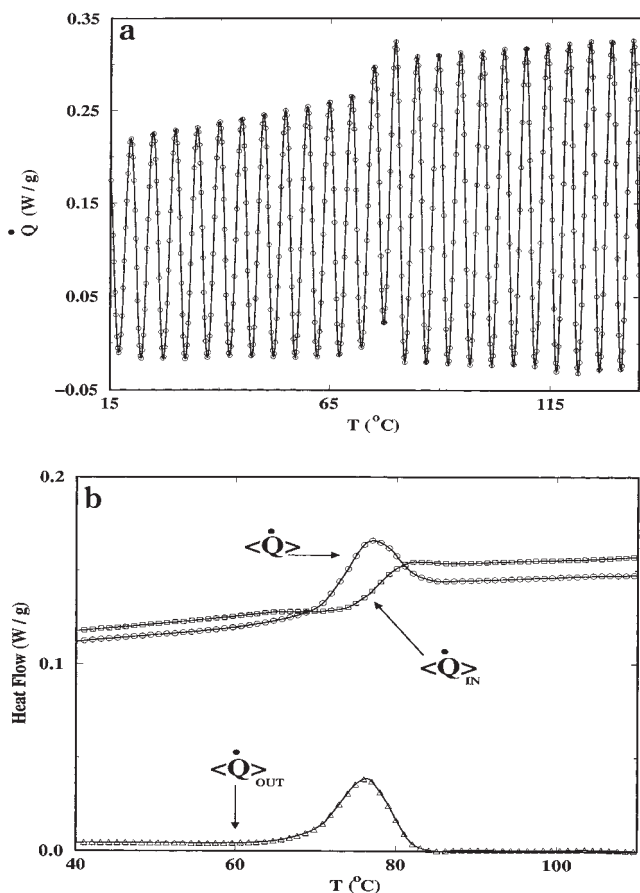 a
0.35
0.25
0.15
0.05
−0.05
Q̇ (W / g)
15 65 115
T (°C)
b
0.2
0.1
0.0
Heat Flow (W / g)
<Q̇>
<Q̇>IN
<Q̇>OUT
40 60 80 100
T (°C)